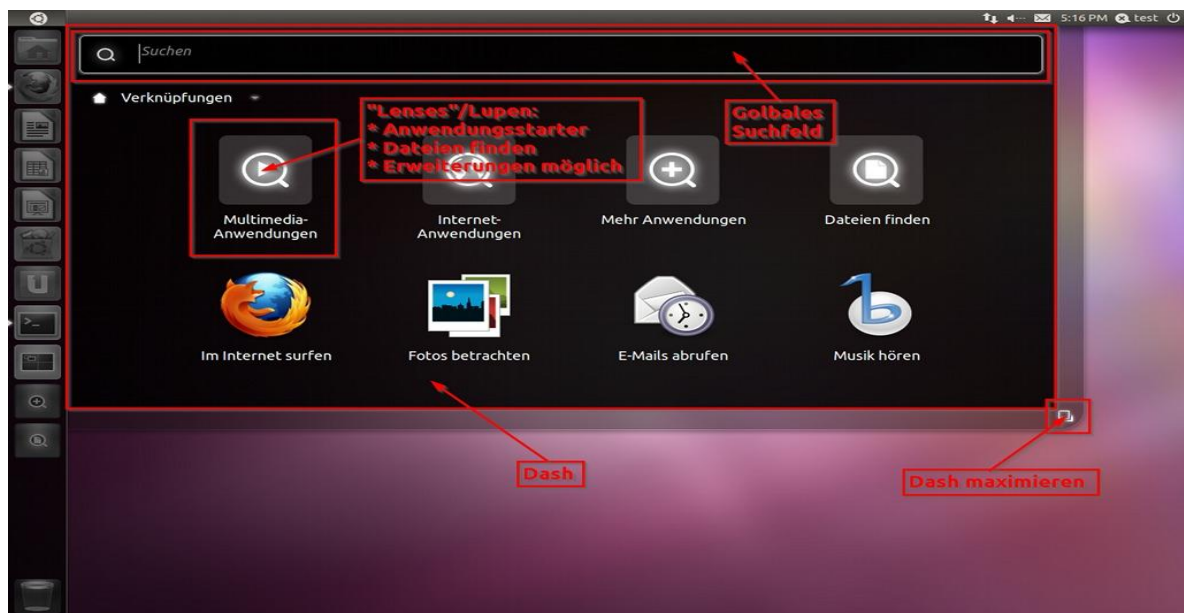 5:16 PM test
Suchen
Verknüpfungen
"Lenses"/Lupen:
* Anwendungsstarter
* Dateien finden
* Erweiterungen möglich
Golbales
Suchfeld
Multimedia-
Anwendungen
Internet-
Anwendungen
Mehr Anwendungen
Dateien finden
Im Internet surfen
Fotos betrachten
E-Mails abrufen
Musik hören
Dash
Dash maximieren